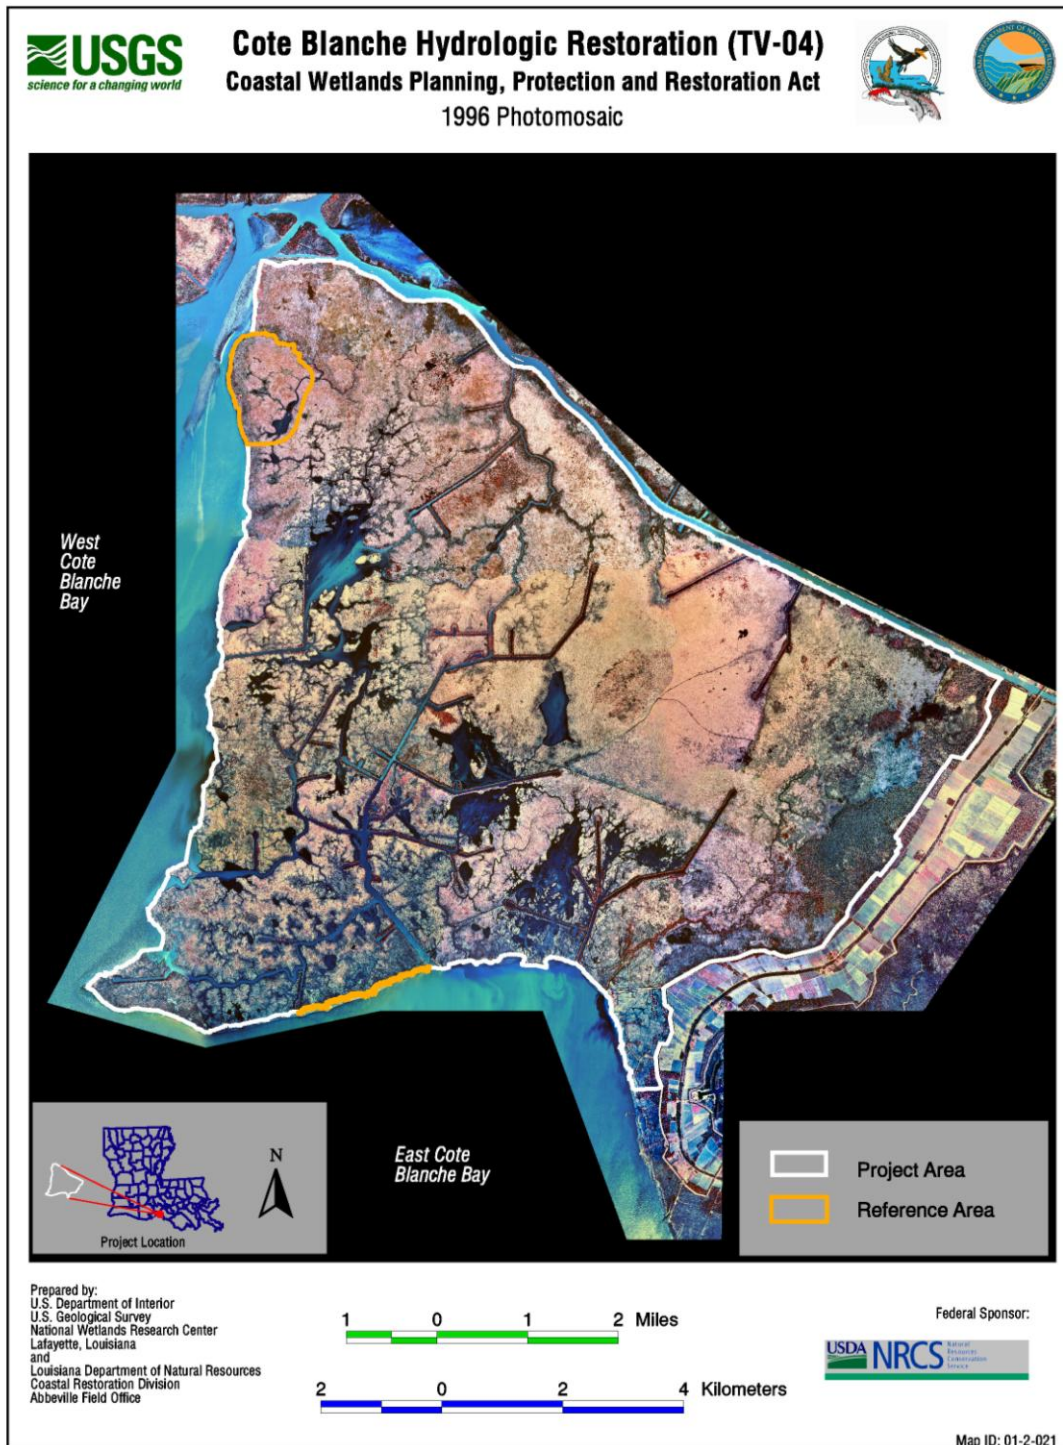 USGS
science for a changing world
Cote Blanche Hydrologic Restoration (TV-04)
Coastal Wetlands Planning, Protection and Restoration Act
1996 Photomosaic
West
Cote
Blanche
Bay
East Cote
Blanche Bay
N
Project Location
Project Area
Reference Area
Prepared by:
U.S. Department of Interior
U.S. Geological Survey
National Wetlands Research Center
Lafayette, Louisiana
and
Louisiana Department of Natural Resources
Coastal Restoration Division
Abbeville Field Office
1 0 1 2 Miles
2 0 2 4 Kilometers
Federal Sponsor:
USDA NRCS
Natural
Resources
Conservation
Service
Map ID: 01-2-021